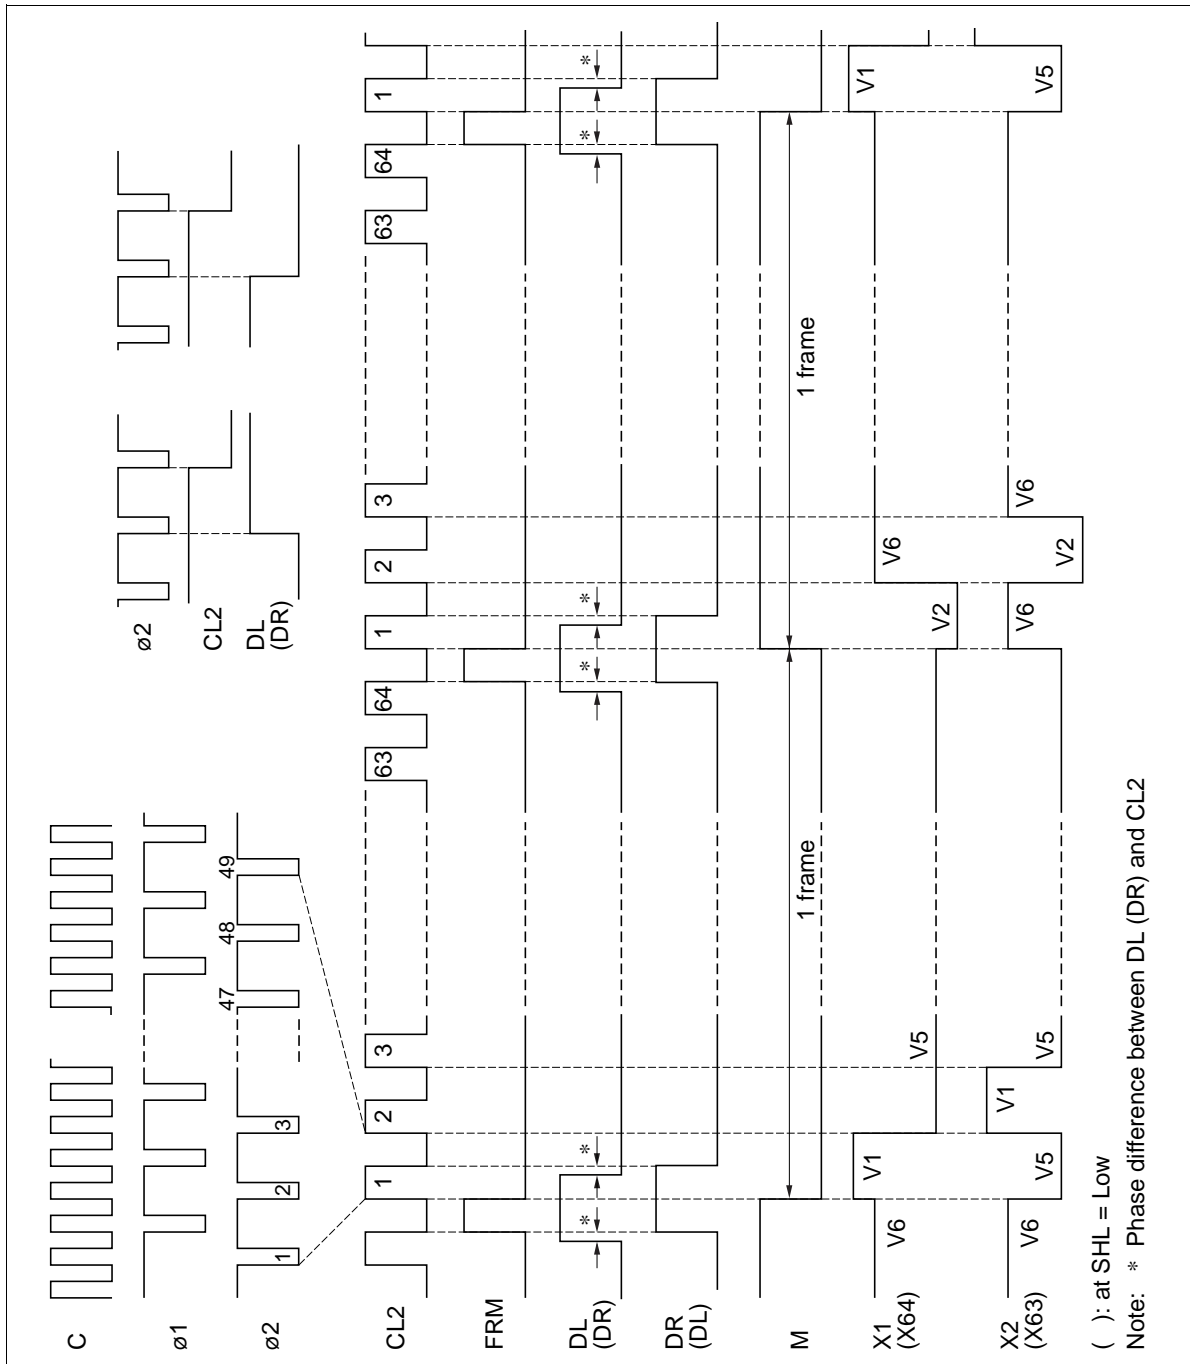 C
ø1
ø2
1 2 3 47 48 49
ø2
CL2
DL
(DR)
CL2
1 2 3 63 64 1 2 3 63 64 1
FRM
DL
(DR)
* * * * * *
DR
(DL)
M
1 frame 1 frame
X1
(X64)
V6 V1 V5 V2 V6 V1
X2
(X63)
V6 V5 V1 V5 V6 V2 V6 V5
( ): at SHL = Low
Note: * Phase difference between DL (DR) and CL2